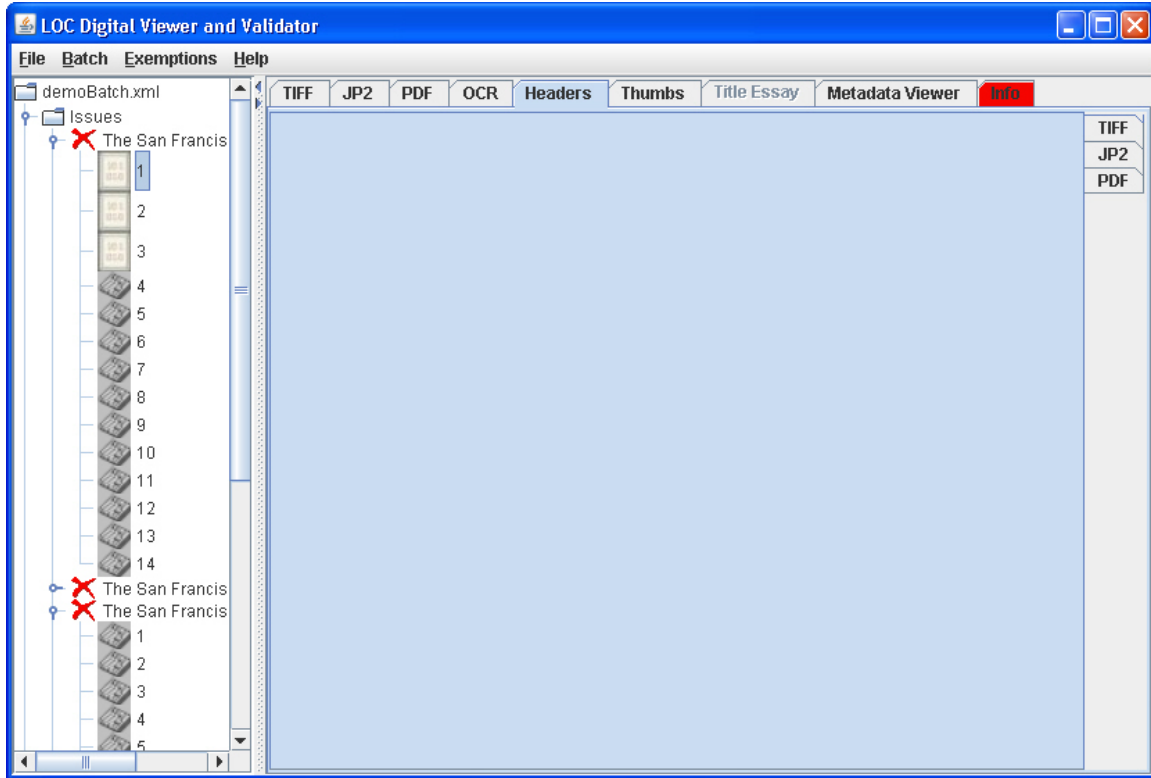 LOC Digital Viewer and Validator
File Batch Exemptions Help
demoBatch.xml
Issues
The San Francis
1
2
3
4
5
6
7
8
9
10
11
12
13
14
The San Francis
The San Francis
1
2
3
4
5
TIFF JP2 PDF OCR Headers Thumbs Title Essay Metadata Viewer Info
TIFF
JP2
PDF